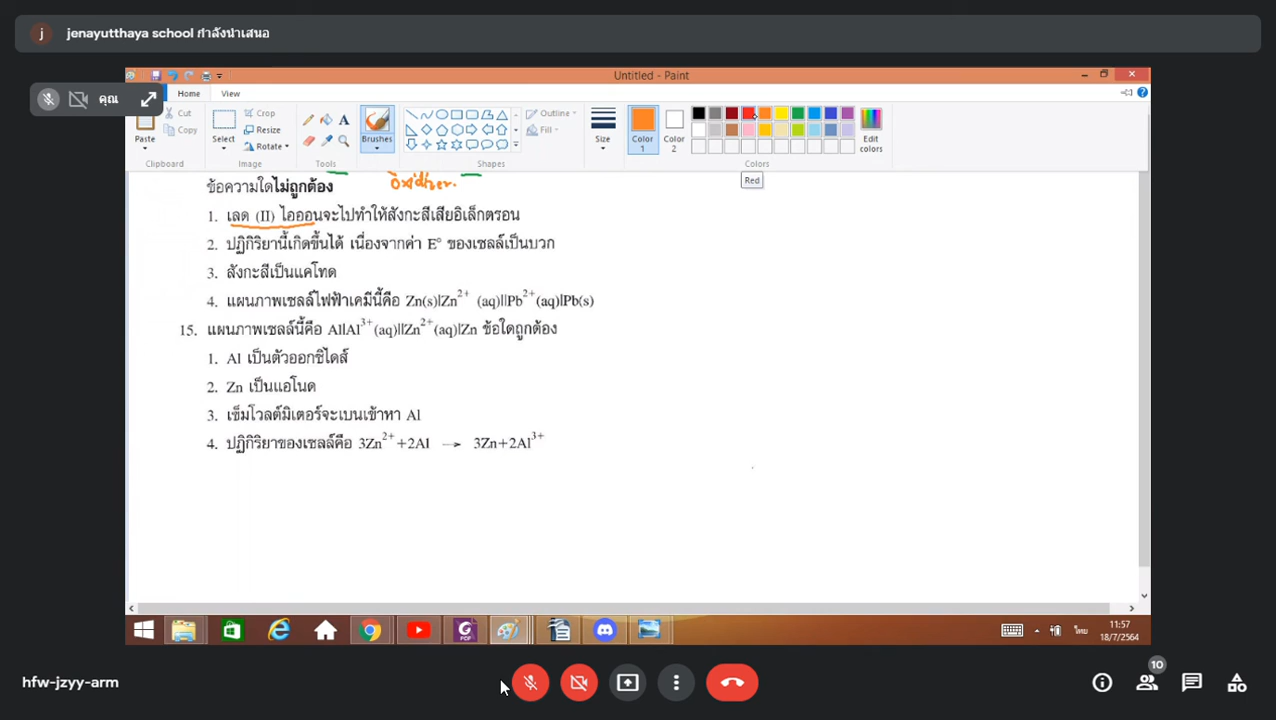 jenayutthaya school กำลังนำเสนอ
Untitled - Paint
คุณ
Home View
Cut
Copy
Paste
Clipboard
Select
Crop
Resize
Rotate
Image
A
Tools
Brushes
Outline
Fill
Shapes
Size
Color 1
Color 2
Edit colors
Colors
Red
oxidizer.
ข้อความใดไม่ถูกต้อง
1. เลด (II) ไอออนจะไปทำให้สังกะสีเสียอิเล็กตรอน
2. ปฏิกิริยานี้เกิดขึ้นได้ เนื่องจากค่า E° ของเซลล์เป็นบวก
3. สังกะสีเป็นแคโทด
4. แผนภาพเซลล์ไฟฟ้าเคมีนี้คือ Zn(s)|Zn²⁺ (aq)||Pb²⁺(aq)|Pb(s)
15. แผนภาพเซลล์นี้คือ Al|Al³⁺(aq)||Zn²⁺(aq)|Zn ข้อใดถูกต้อง
1. Al เป็นตัวออกซิไดส์
2. Zn เป็นแอโนด
3. เข็มโวลต์มิเตอร์จะเบนเข้าหา Al
4. ปฏิกิริยาของเซลล์คือ 3Zn²⁺+2Al → 3Zn+2Al³⁺
PDF
ไทย
11:57
18/7/2564
hfw-jzyy-arm
10